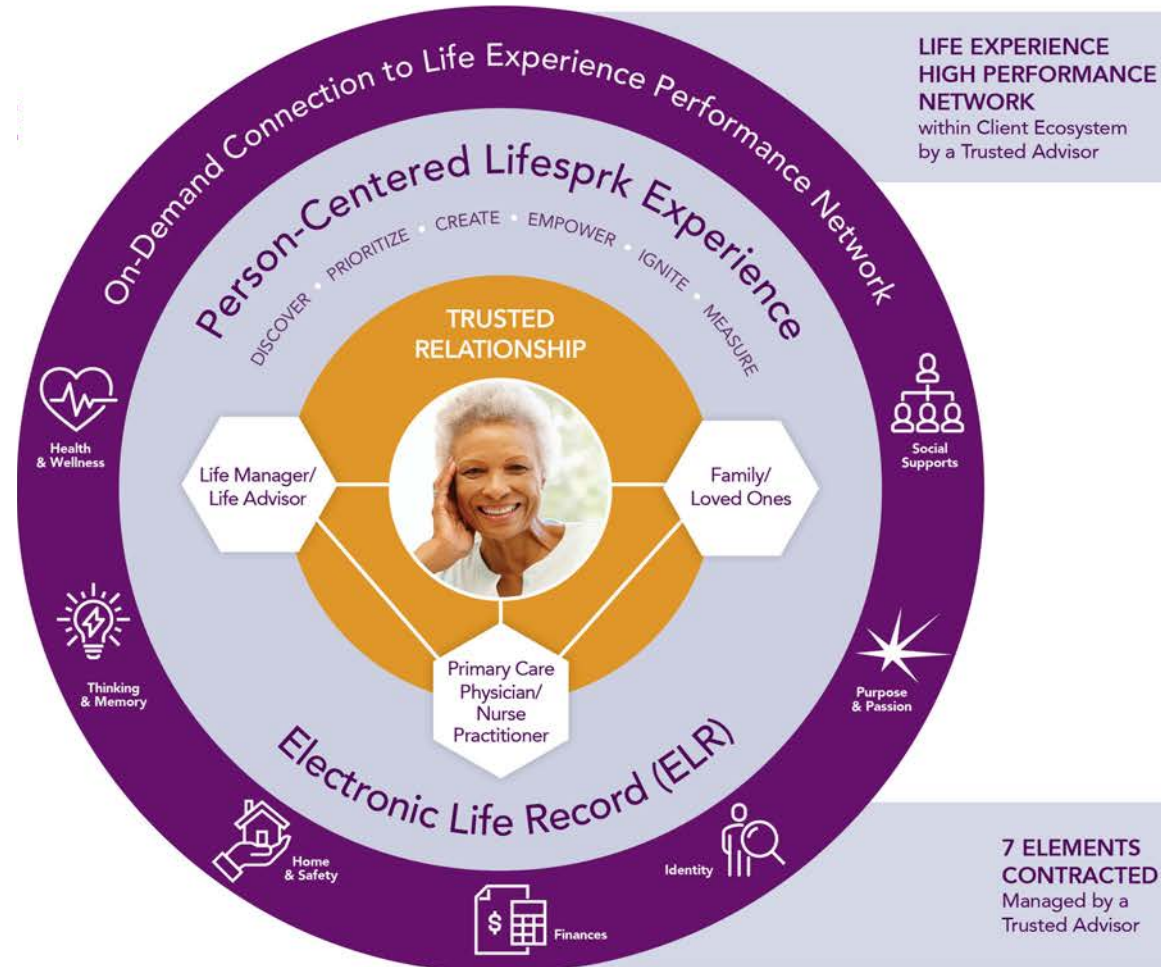 On-Demand Connection to Life Experience Performance Network
LIFE EXPERIENCE
HIGH PERFORMANCE
NETWORK
within Client Ecosystem
by a Trusted Advisor
Person-Centered Lifesprk Experience
DISCOVER • PRIORITIZE • CREATE • EMPOWER • IGNITE • MEASURE
TRUSTED
RELATIONSHIP
Health
& Wellness
Social
Supports
Life Manager/
Life Advisor
Family/
Loved Ones
Thinking
& Memory
Purpose
& Passion
Primary Care
Physician/
Nurse
Practitioner
Electronic Life Record (ELR)
Home
& Safety
Identity
$
Finances
7 ELEMENTS
CONTRACTED
Managed by a
Trusted Advisor